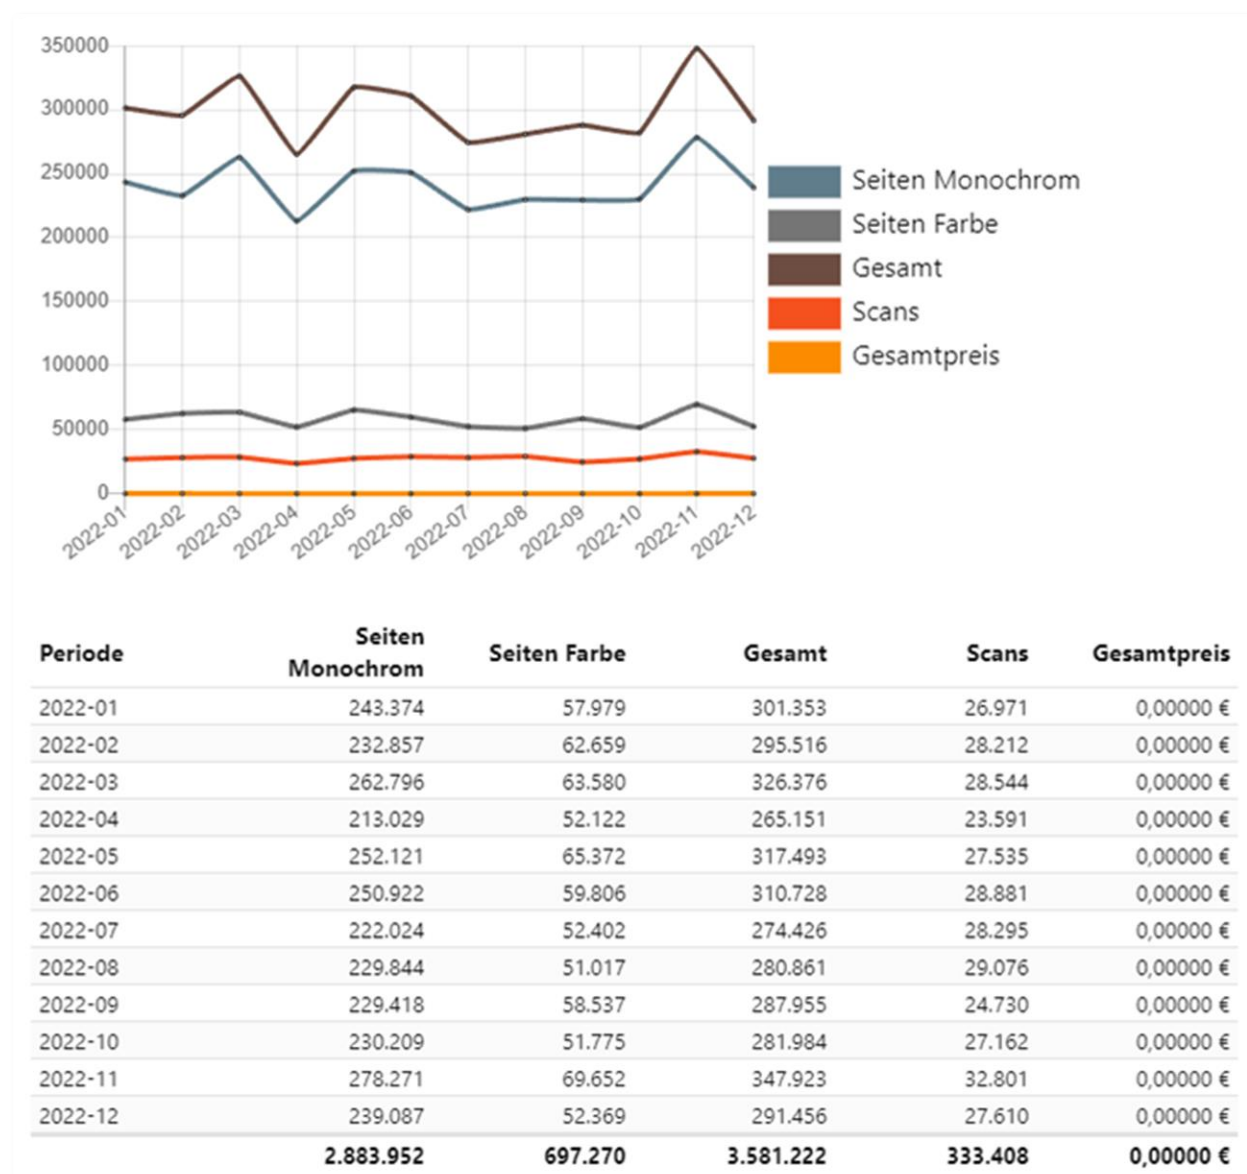 350000
300000
250000
200000
150000
100000
50000
0
2022-01 2022-02 2022-03 2022-04 2022-05 2022-06 2022-07 2022-08 2022-09 2022-10 2022-11 2022-12
Seiten Monochrom
Seiten Farbe
Gesamt
Scans
Gesamtpreis
Periode Seiten Monochrom Seiten Farbe Gesamt Scans Gesamtpreis
2022-01 243.374 57.979 301.353 26.971 0,00000 €
2022-02 232.857 62.659 295.516 28.212 0,00000 €
2022-03 262.796 63.580 326.376 28.544 0,00000 €
2022-04 213.029 52.122 265.151 23.591 0,00000 €
2022-05 252.121 65.372 317.493 27.535 0,00000 €
2022-06 250.922 59.806 310.728 28.881 0,00000 €
2022-07 222.024 52.402 274.426 28.295 0,00000 €
2022-08 229.844 51.017 280.861 29.076 0,00000 €
2022-09 229.418 58.537 287.955 24.730 0,00000 €
2022-10 230.209 51.775 281.984 27.162 0,00000 €
2022-11 278.271 69.652 347.923 32.801 0,00000 €
2022-12 239.087 52.369 291.456 27.610 0,00000 €
2.883.952 697.270 3.581.222 333.408 0,00000 €